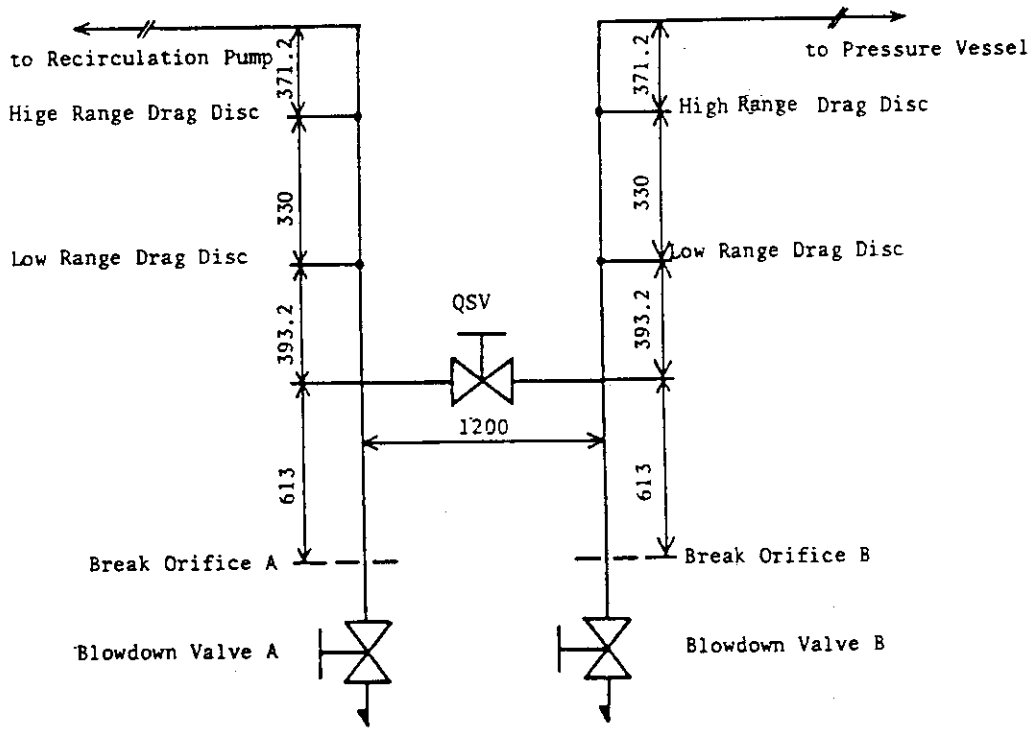 to Recirculation Pump
to Pressure Vessel
371.2
371.2
Hige Range Drag Disc
High Range Drag Disc
330
330
Low Range Drag Disc
Low Range Drag Disc
393.2
QSV
393.2
1200
613
613
Break Orifice A
Break Orifice B
Blowdown Valve A
Blowdown Valve B